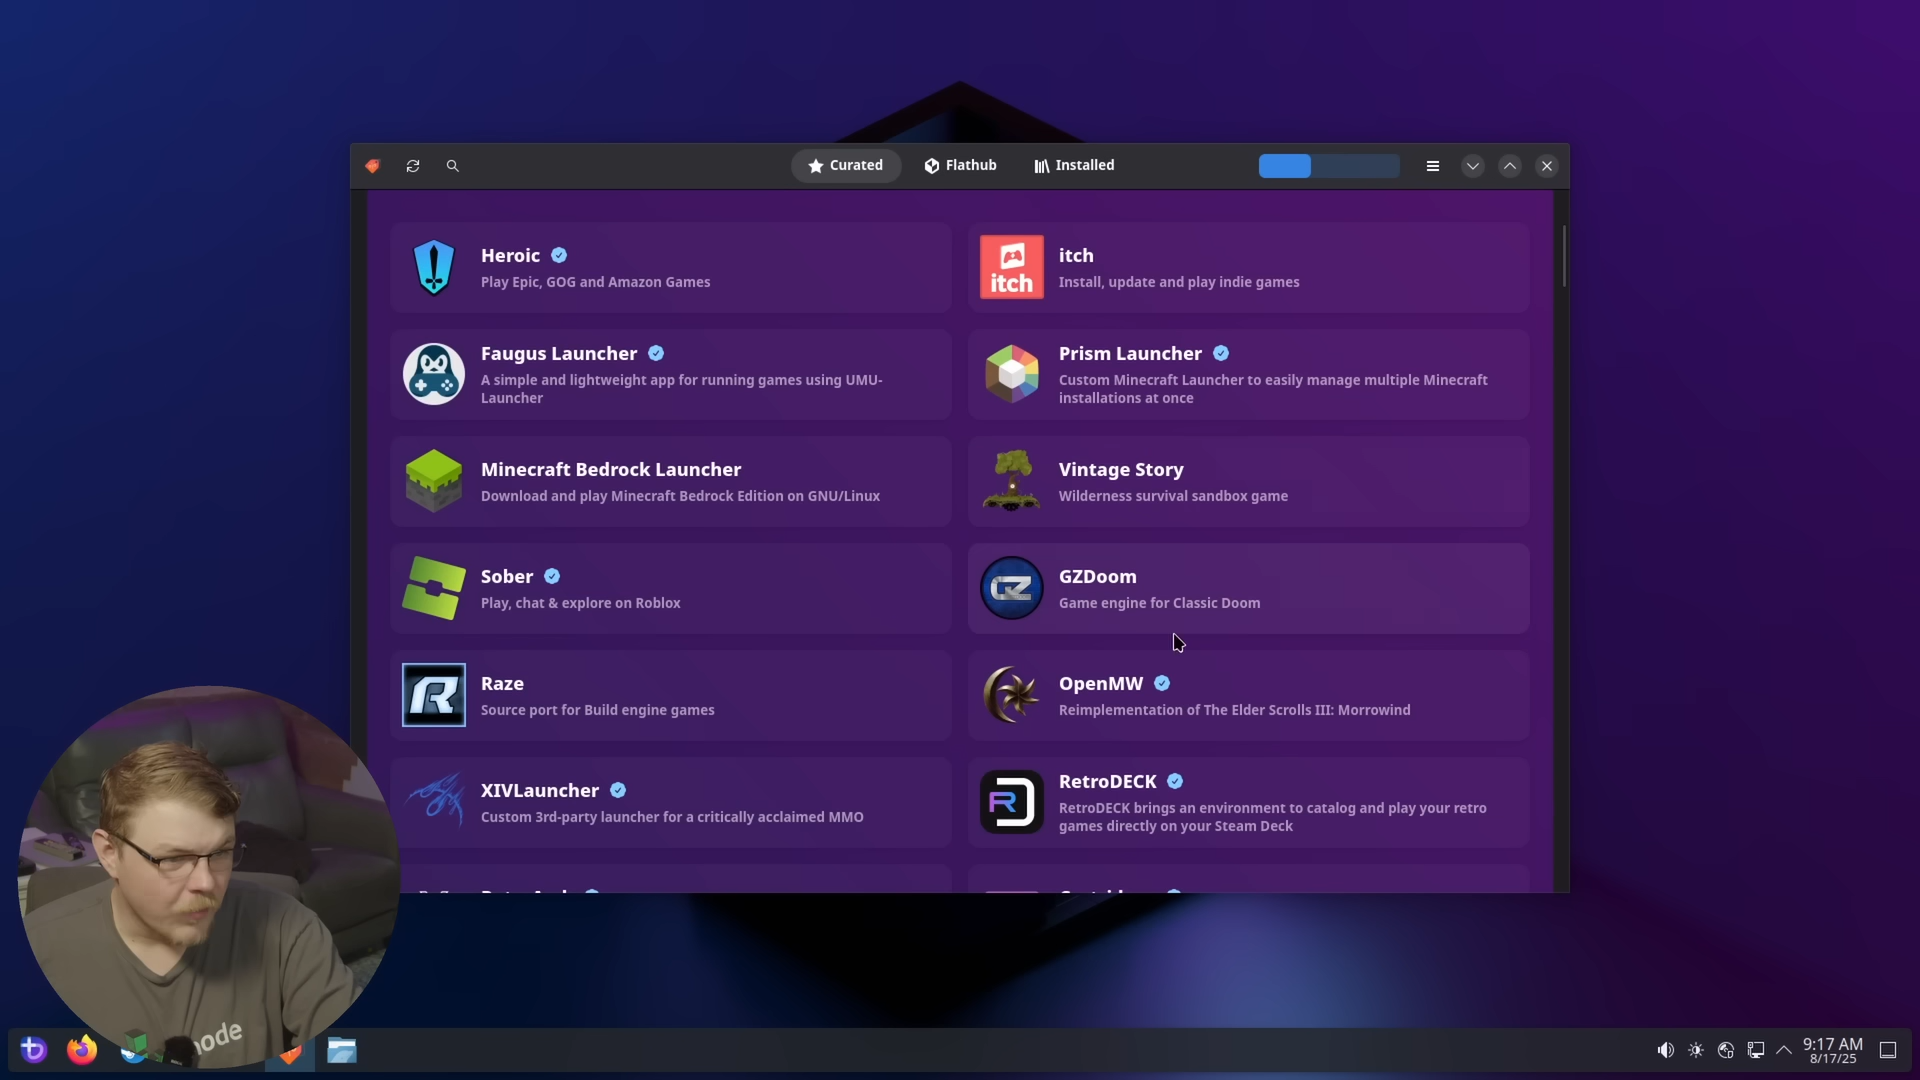 Curated
Flathub
Installed
Heroic
Play Epic, GOG and Amazon Games
itch
itch
Install, update and play indie games
Faugus Launcher
A simple and lightweight app for running games using UMU-
Launcher
Prism Launcher
Custom Minecraft Launcher to easily manage multiple Minecraft
installations at once
Minecraft Bedrock Launcher
Download and play Minecraft Bedrock Edition on GNU/Linux
Vintage Story
Wilderness survival sandbox game
Sober
Play, chat & explore on Roblox
GZ
GZDoom
Game engine for Classic Doom
R
Raze
Source port for Build engine games
OpenMW
Reimplementation of The Elder Scrolls III: Morrowind
XIVLauncher
Custom 3rd-party launcher for a critically acclaimed MMO
R
RetroDECK
RetroDECK brings an environment to catalog and play your retro
games directly on your Steam Deck
node
9:17 AM
8/17/25